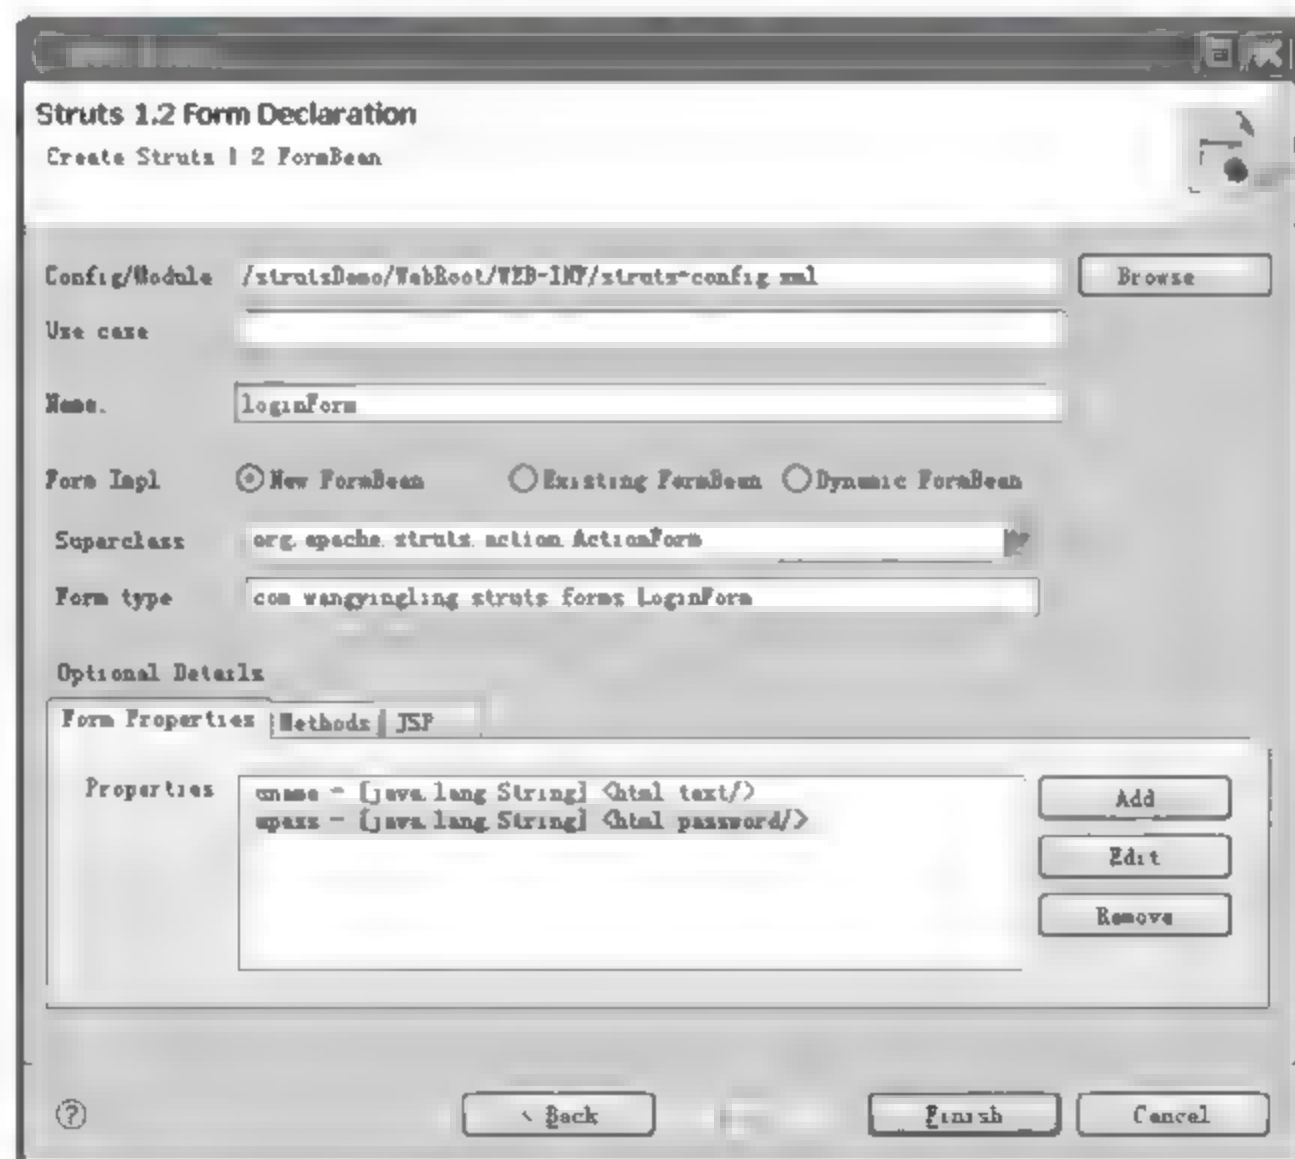 Struts 1.2 Form Declaration
Create Struts 1 2 FormBean
Config/Module /strutsDemo/WebRoot/WEB-INF/struts-config xml Browse
Use case
Name. loginForm
Form Impl New FormBean Existing FormBean Dynamic FormBean
Superclass org.apache.struts.action ActionForm
Form type com wangyingling struts forms LoginForm
Optional Details
Form Properties Methods JSP
Properties uname - [java.lang String] <html text/> Add
upass - [java.lang String] <html password/>
Edit
Remove
? < Back Finish Cancel